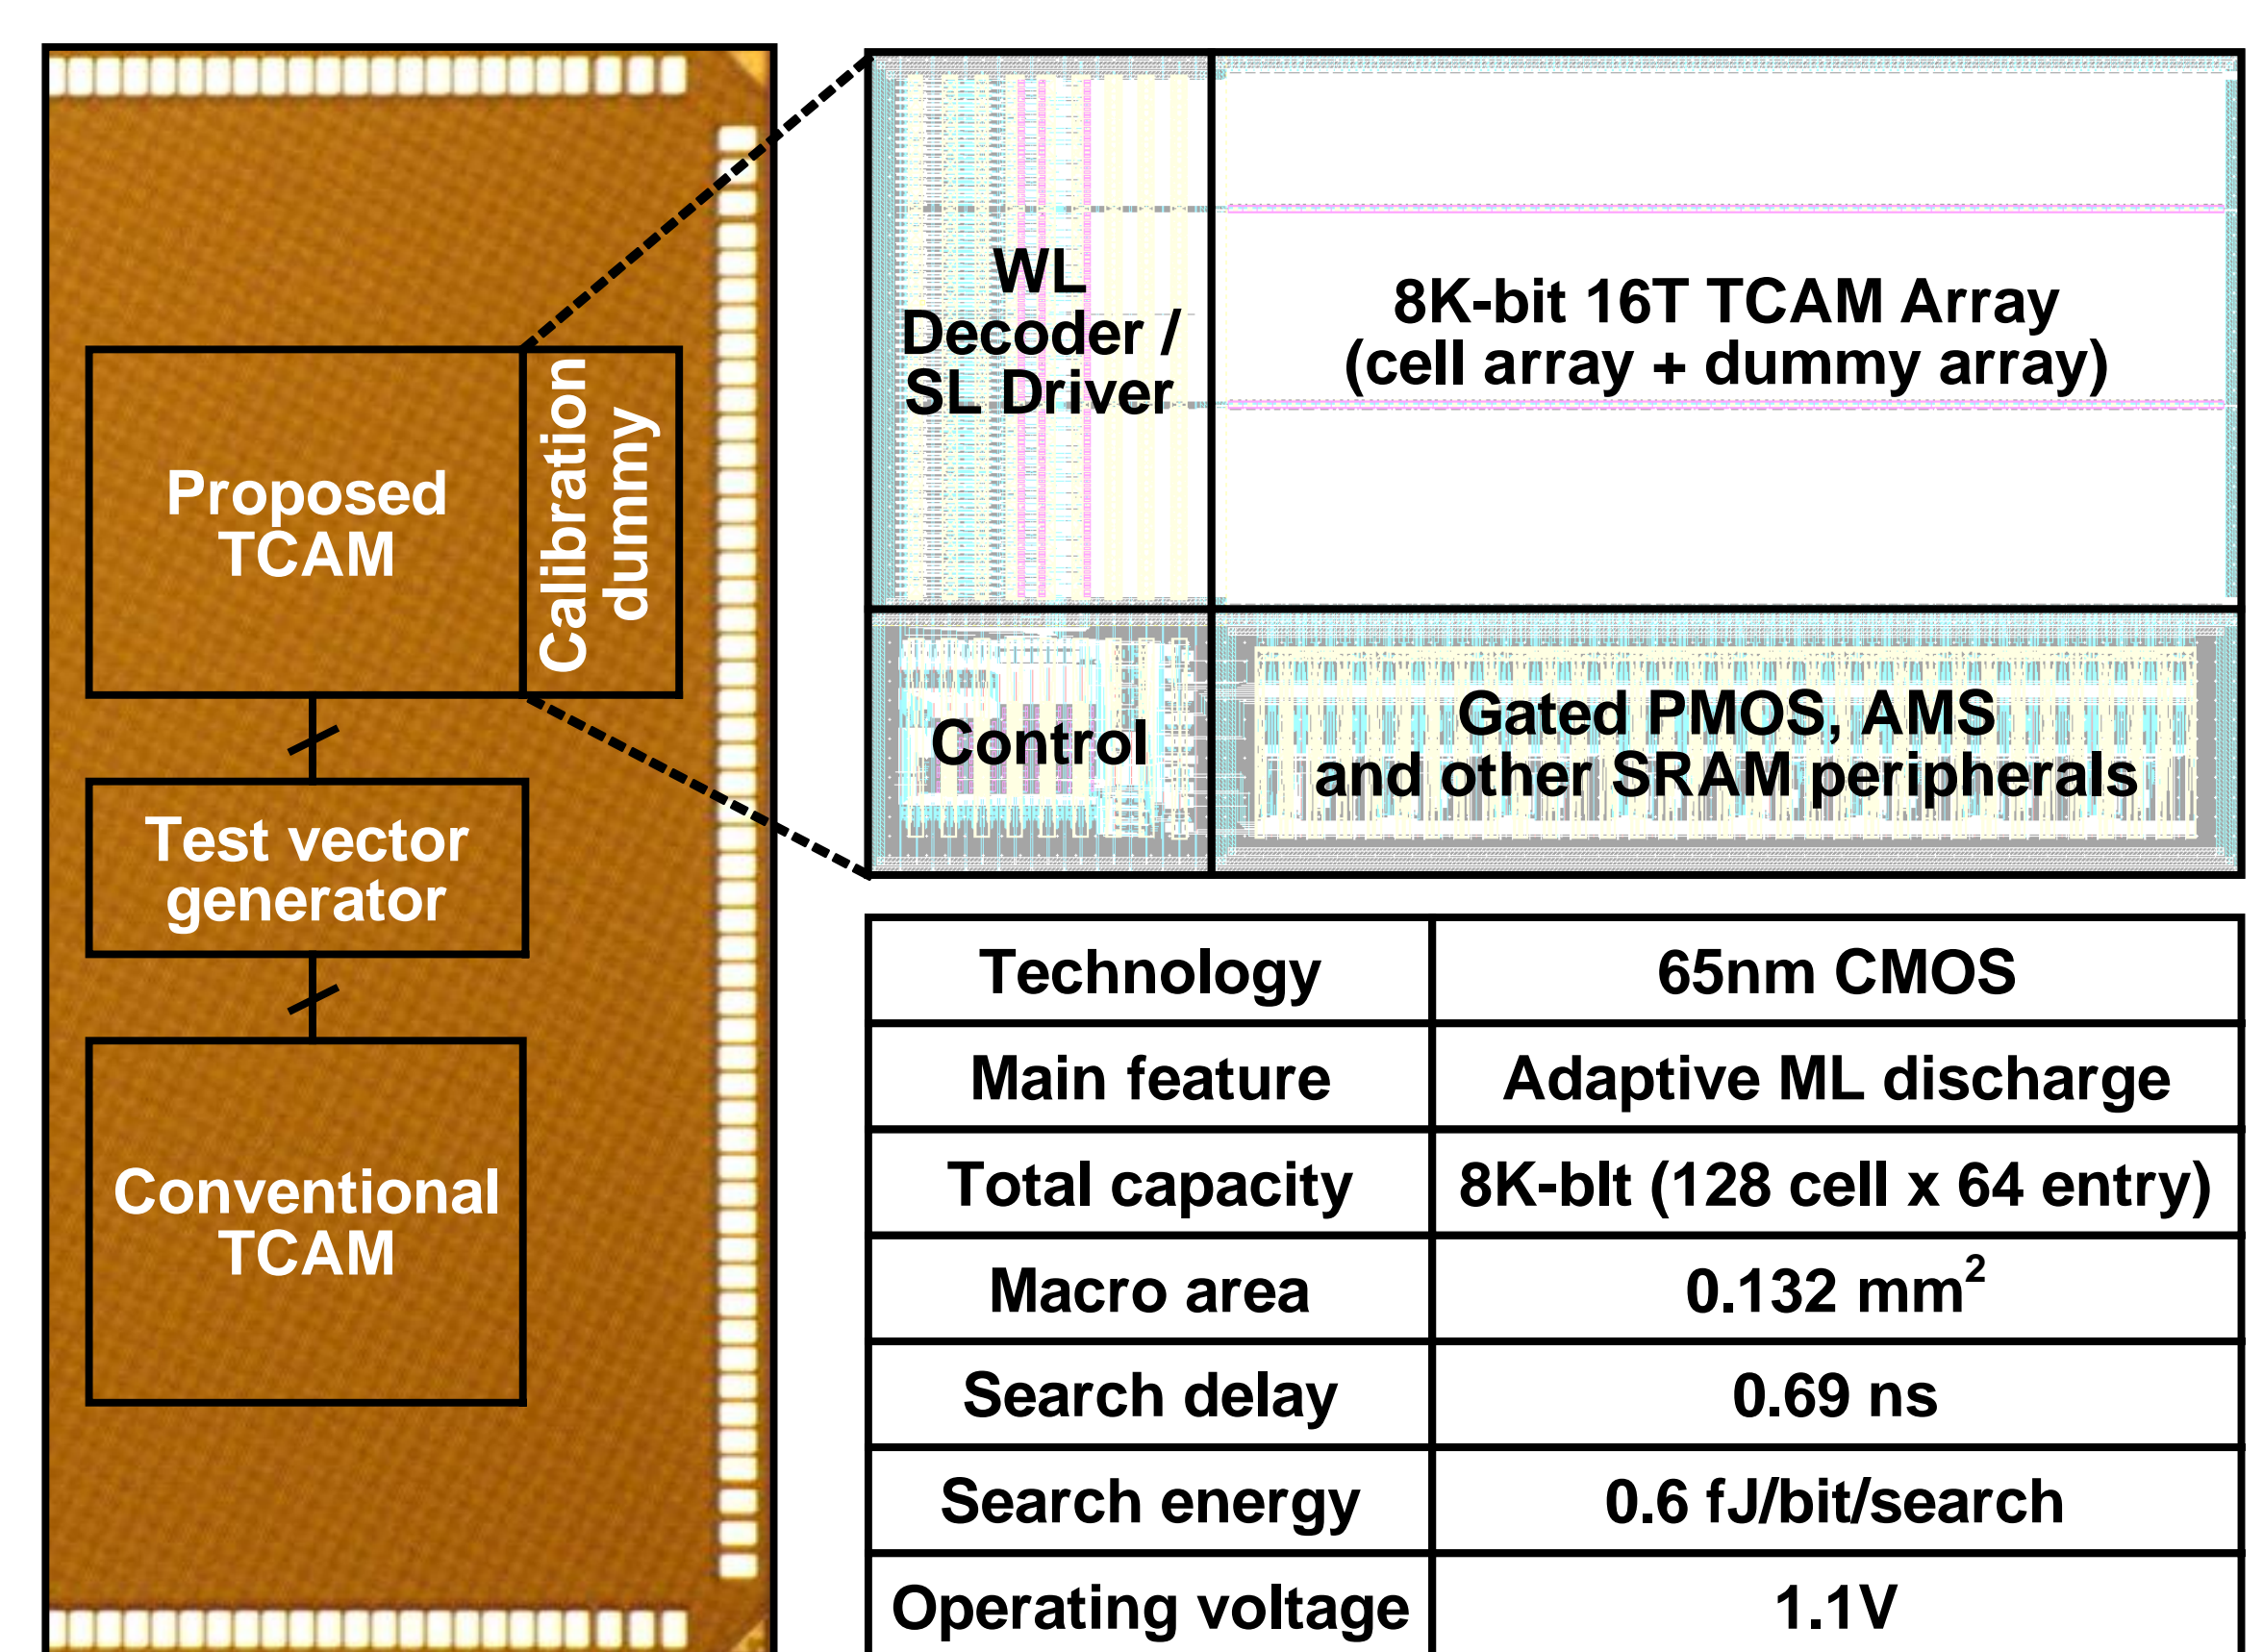 Proposed
TCAM
Calibration
dummy
Test vector
generator
Conventional
TCAM
WL
Decoder /
SL Driver
8K-bit 16T TCAM Array
(cell array + dummy array)
Control
Gated PMOS, AMS
and other SRAM peripherals
Technology 65nm CMOS
Main feature Adaptive ML discharge
Total capacity 8K-bIt (128 cell x 64 entry)
Macro area 0.132 mm²
Search delay 0.69 ns
Search energy 0.6 fJ/bit/search
Operating voltage 1.1V